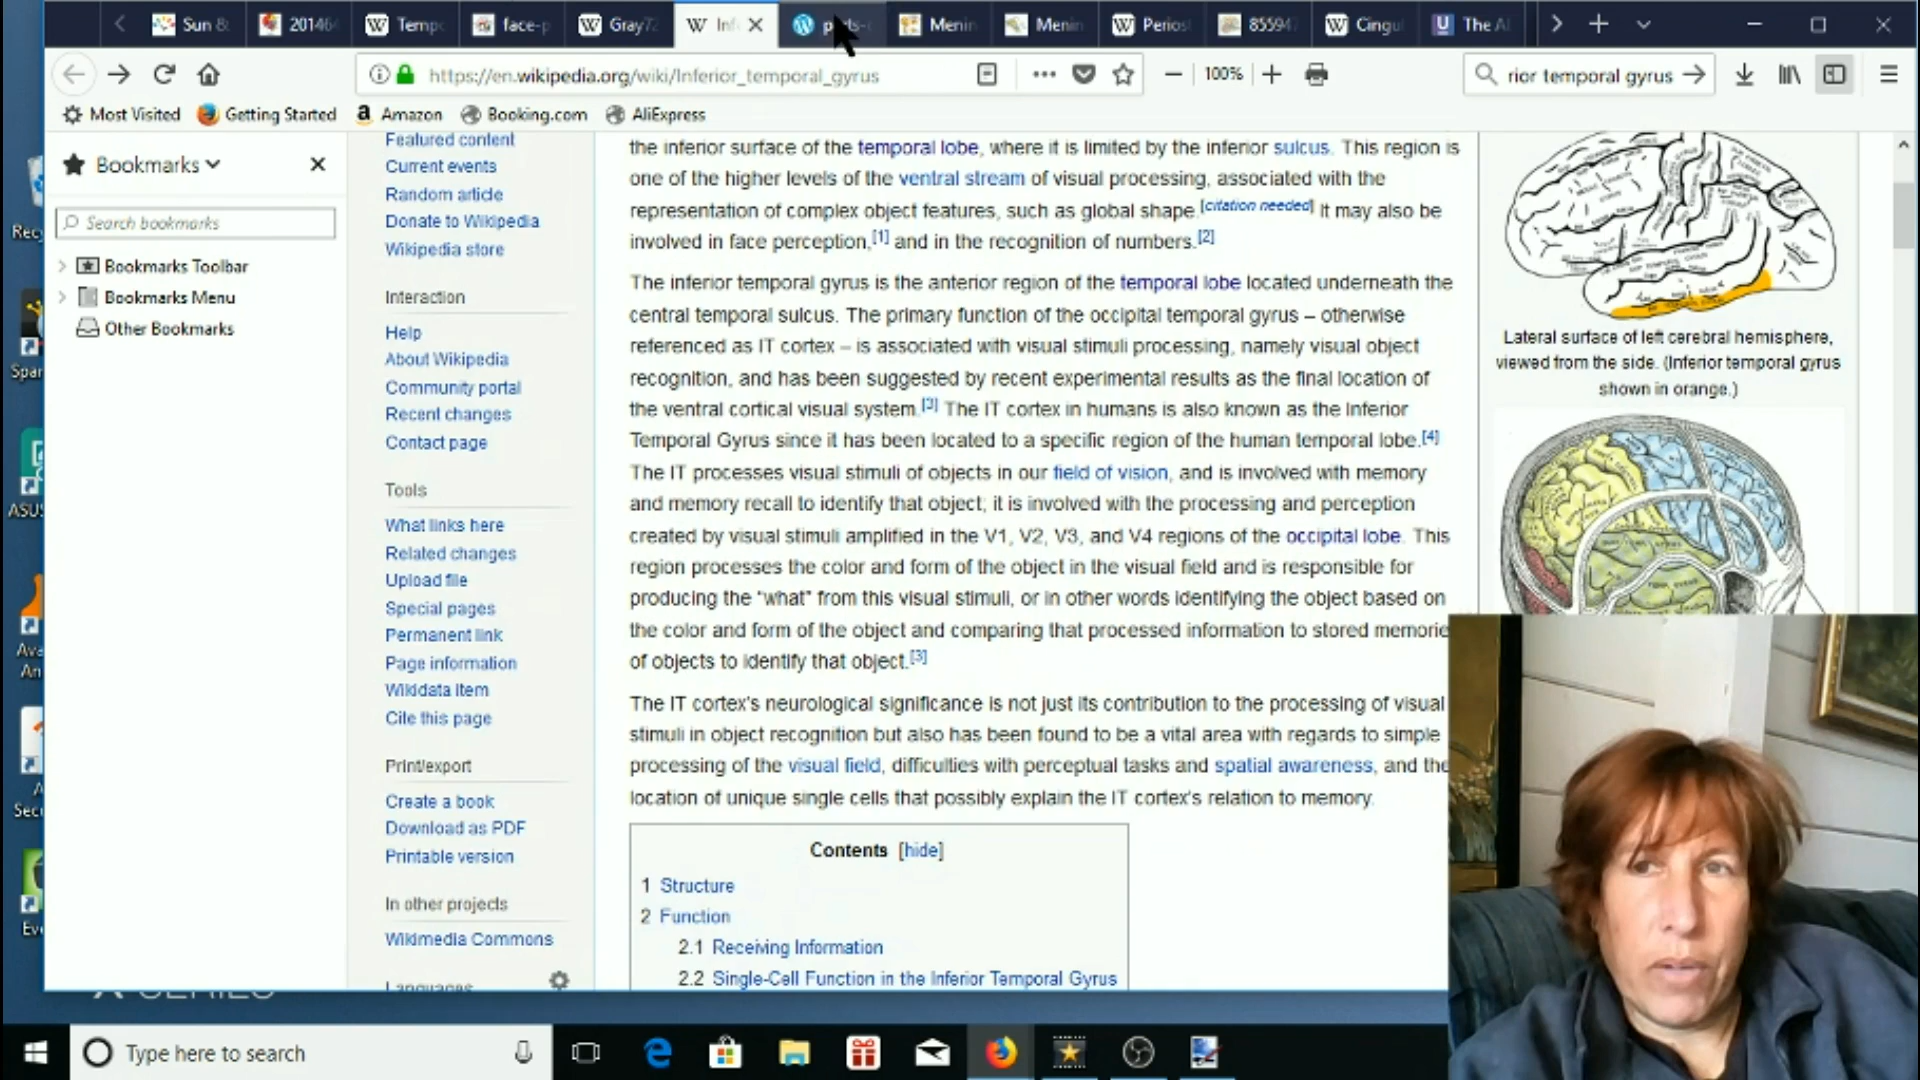 Sun &
20146
Temp
face-p
Gray72
Inf
parts-
Menin
Menin
Perios
85594
Cingu
The A
https://en.wikipedia.org/wiki/Inferior_temporal_gyrus
100%
rior temporal gyrus
Most Visited
Getting Started
Amazon
Booking.com
AliExpress
Bookmarks
Search bookmarks
Bookmarks Toolbar
Bookmarks Menu
Other Bookmarks
Featured content
Current events
Random article
Donate to Wikipedia
Wikipedia store
Interaction
Help
About Wikipedia
Community portal
Recent changes
Contact page
Tools
What links here
Related changes
Upload file
Special pages
Permanent link
Page information
Wikidata item
Cite this page
Print/export
Create a book
Download as PDF
Printable version
In other projects
Wikimedia Commons
Languages
the inferior surface of the temporal lobe, where it is limited by the inferior sulcus. This region is
one of the higher levels of the ventral stream of visual processing, associated with the
representation of complex object features, such as global shape.[citation needed] It may also be
involved in face perception,[1] and in the recognition of numbers.[2]
The inferior temporal gyrus is the anterior region of the temporal lobe located underneath the
central temporal sulcus. The primary function of the occipital temporal gyrus – otherwise
referenced as IT cortex – is associated with visual stimuli processing, namely visual object
recognition, and has been suggested by recent experimental results as the final location of
the ventral cortical visual system.[3] The IT cortex in humans is also known as the Inferior
Temporal Gyrus since it has been located to a specific region of the human temporal lobe.[4]
The IT processes visual stimuli of objects in our field of vision, and is involved with memory
and memory recall to identify that object; it is involved with the processing and perception
created by visual stimuli amplified in the V1, V2, V3, and V4 regions of the occipital lobe. This
region processes the color and form of the object in the visual field and is responsible for
producing the "what" from this visual stimuli, or in other words identifying the object based on
the color and form of the object and comparing that processed information to stored memorie
of objects to identify that object.[3]
The IT cortex's neurological significance is not just its contribution to the processing of visual
stimuli in object recognition but also has been found to be a vital area with regards to simple
processing of the visual field, difficulties with perceptual tasks and spatial awareness, and the
location of unique single cells that possibly explain the IT cortex's relation to memory.
Contents [hide]
1 Structure
2 Function
2.1 Receiving Information
2.2 Single-Cell Function in the Inferior Temporal Gyrus
Lateral surface of left cerebral hemisphere,
viewed from the side. (Inferior temporal gyrus
shown in orange.)
Rec
Spar
ASUS
Ava
An
A
Secu
Eve
Type here to search